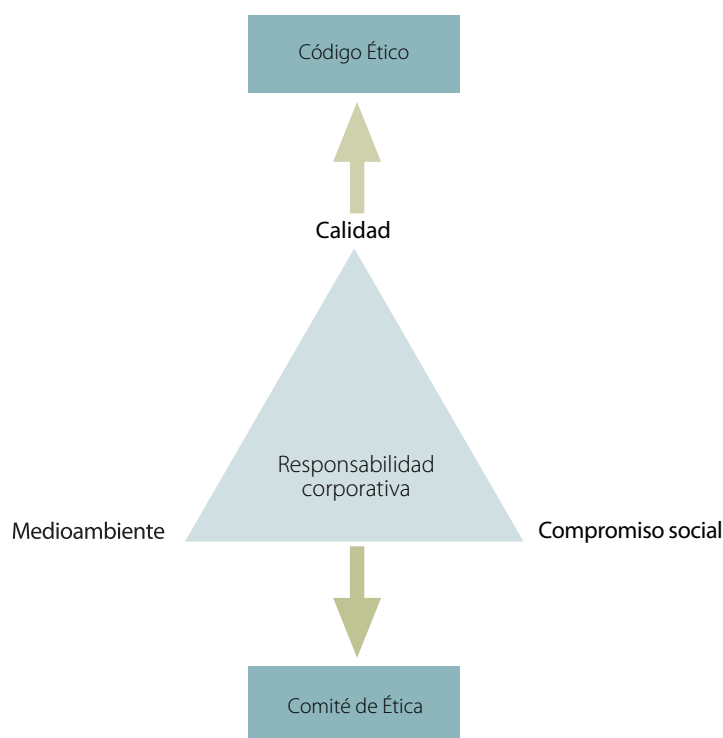 Código Ético
Calidad
Responsabilidad
corporativa
Medioambiente
Compromiso social
Comité de Ética